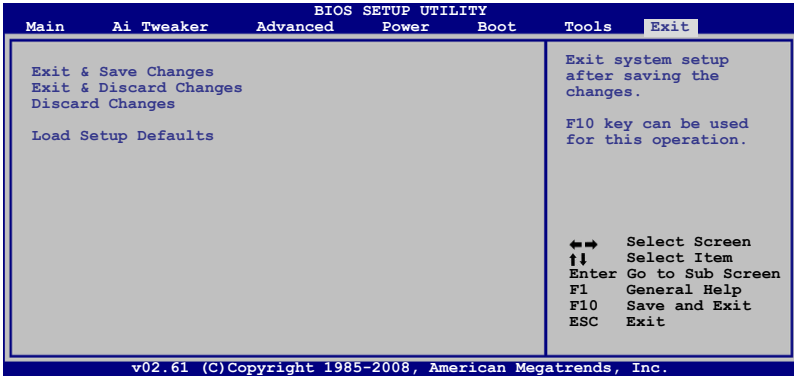 BIOS SETUP UTILITY
Main Ai Tweaker Advanced Power Boot Tools Exit
Exit & Save Changes
Exit & Discard Changes
Discard Changes
Load Setup Defaults
Exit system setup
after saving the
changes.
F10 key can be used
for this operation.
←→ Select Screen
↑↓ Select Item
Enter Go to Sub Screen
F1 General Help
F10 Save and Exit
ESC Exit
v02.61 (C)Copyright 1985-2008, American Megatrends, Inc.